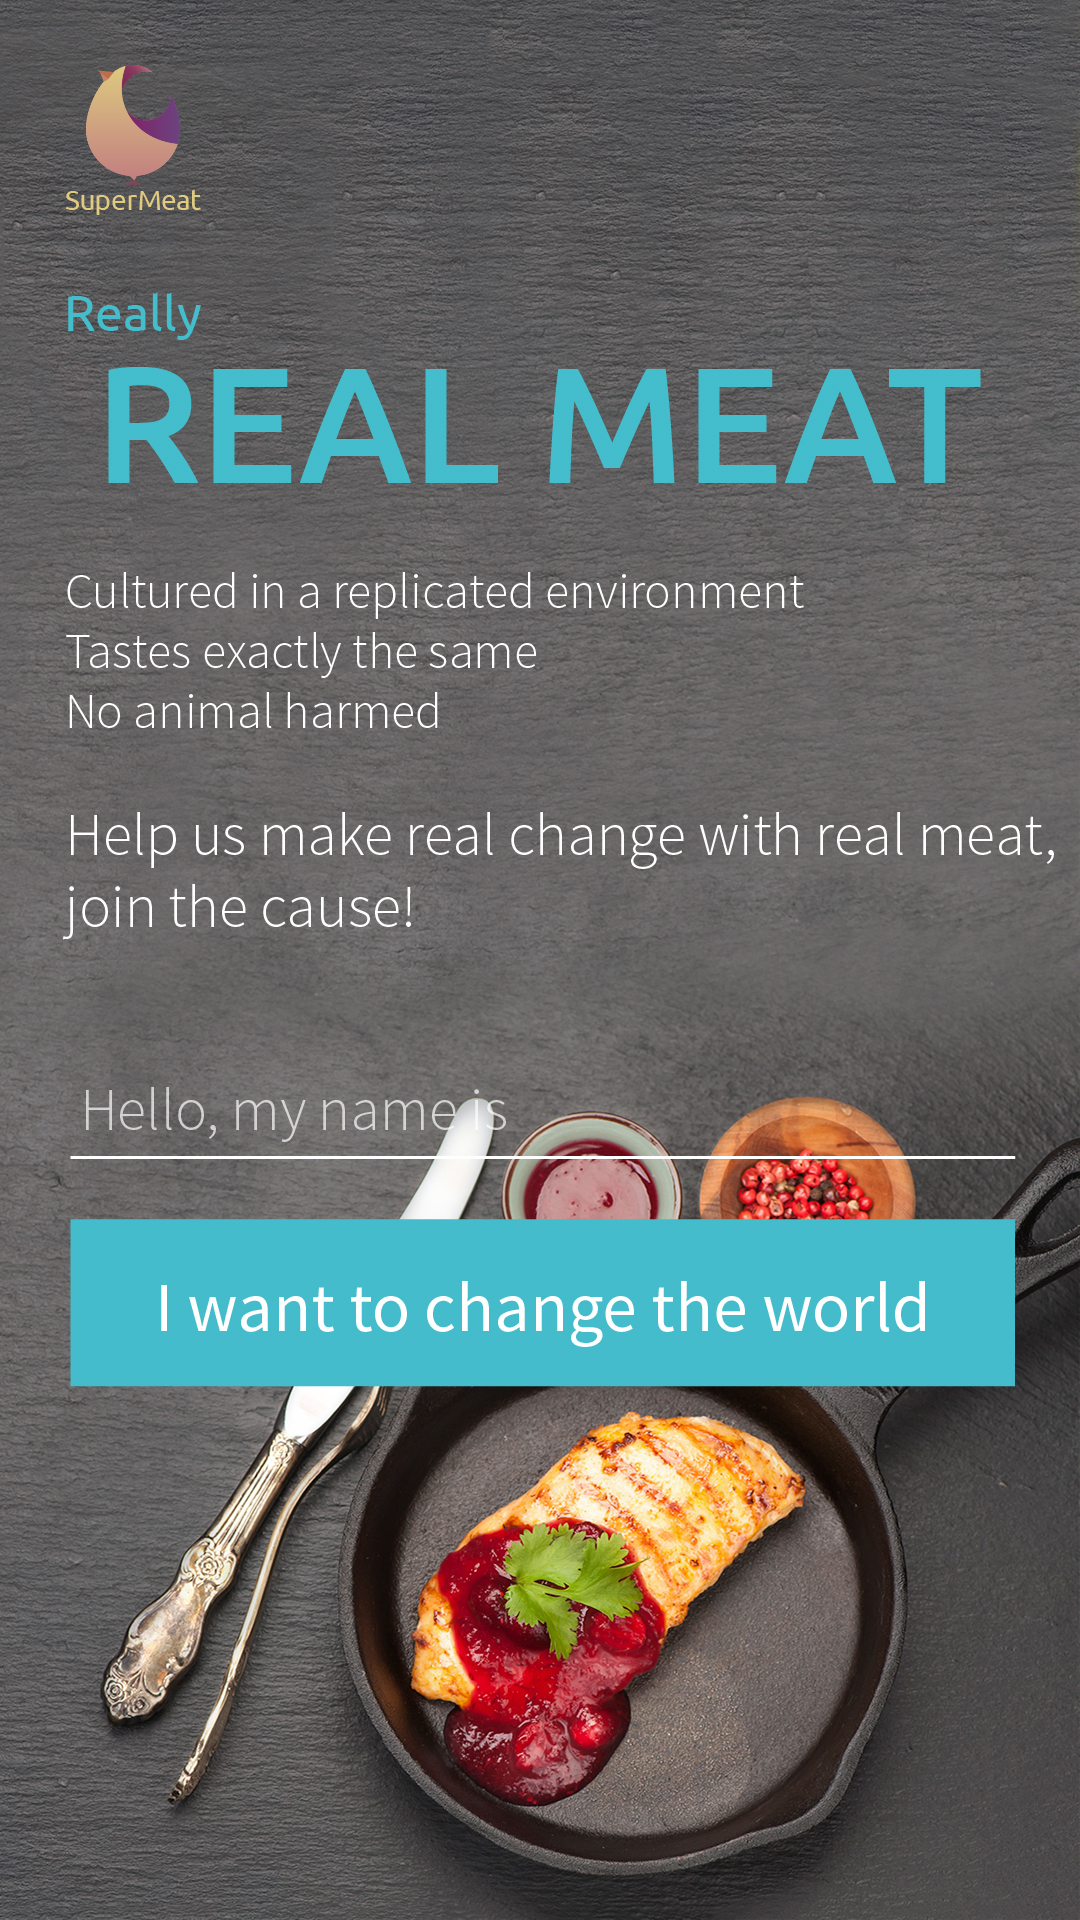 SuperMeat
Really
REAL MEAT
Cultured in a replicated environment
Tastes exactly the same
No animal harmed
Help us make real change with real meat,
join the cause!
Hello, my name is
I want to change the world